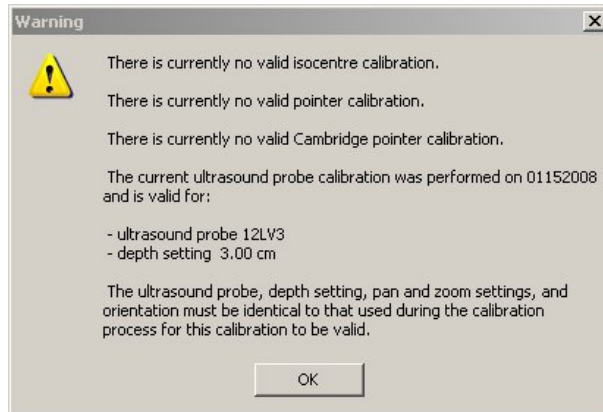 Warning
There is currently no valid isocentre calibration.
There is currently no valid pointer calibration.
There is currently no valid Cambridge pointer calibration.
The current ultrasound probe calibration was performed on 01152008
and is valid for:
- ultrasound probe 12LV3
- depth setting 3.00 cm
The ultrasound probe, depth setting, pan and zoom settings, and
orientation must be identical to that used during the calibration
process for this calibration to be valid.
OK